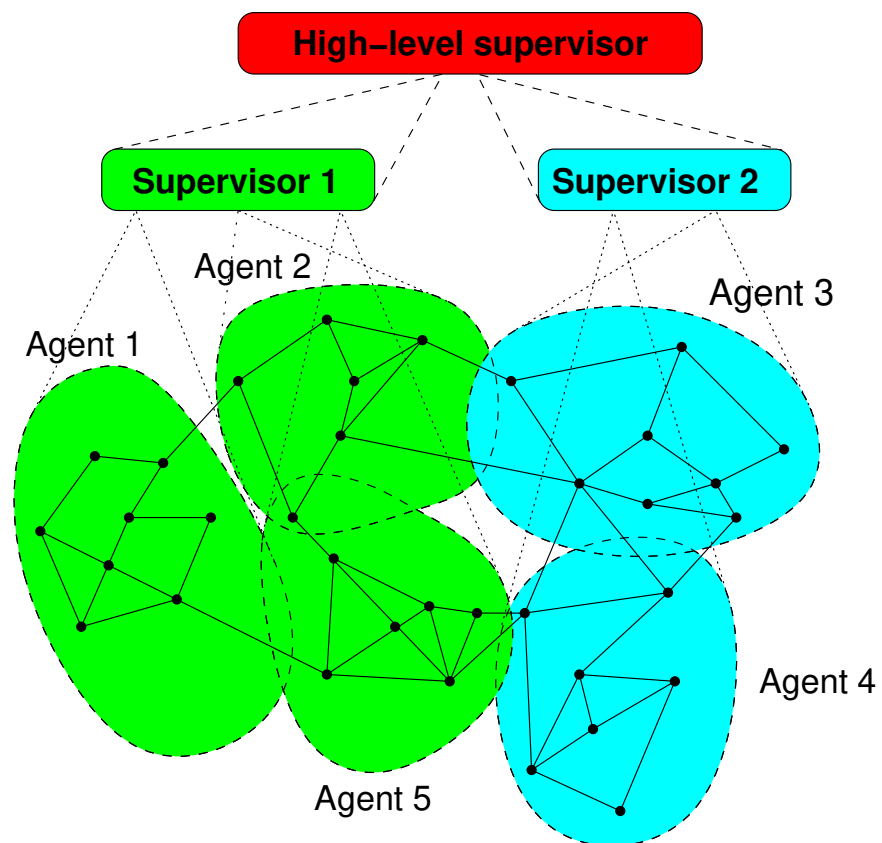 High−level supervisor
Supervisor 1
Supervisor 2
Agent 2
Agent 3
Agent 1
Agent 4
Agent 5